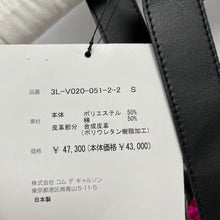 品番 3L-V020-051-2-2 S
本体 ポリエステル 50%
素材 綿 50%
皮革部分 合成皮革
(ポリウレタン樹脂加工)
価格 ¥ 47,300 (本体価格 ¥ 43,000)
株式会社 コム デ ギャルソン
東京都港区南青山5-11-5
日本製